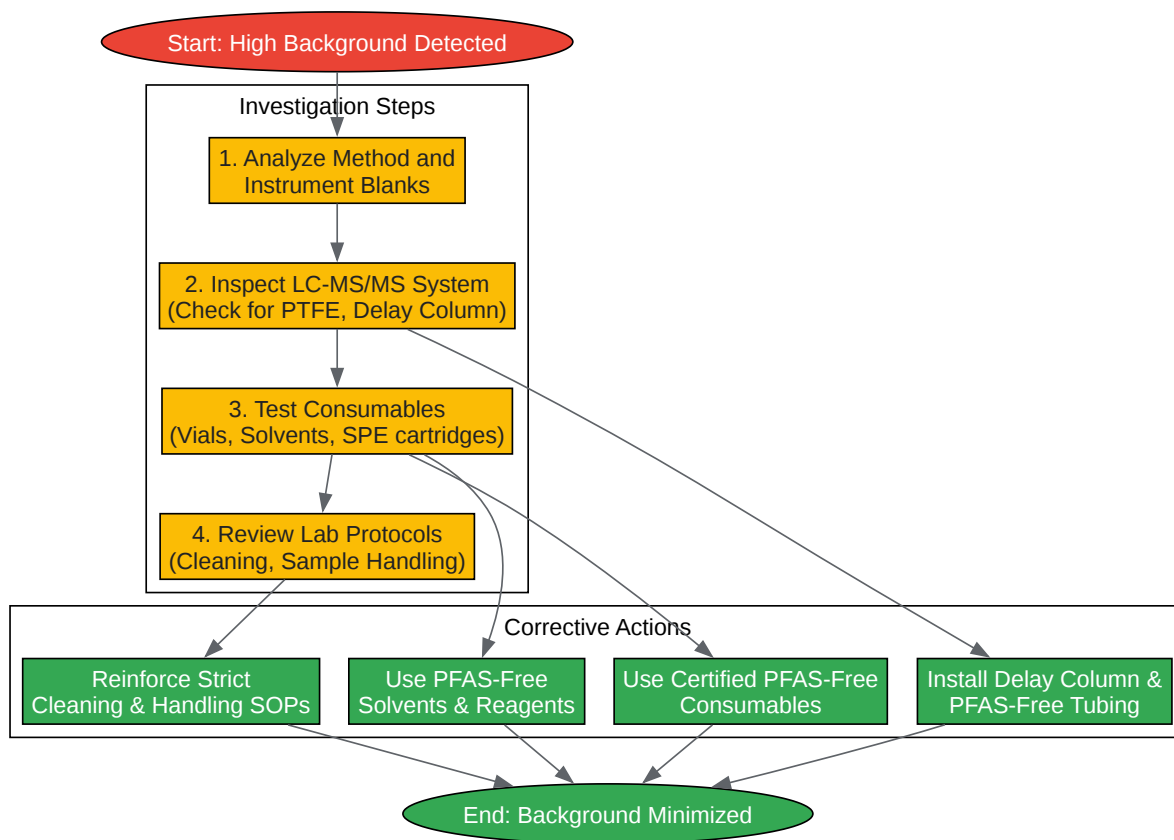 Start: High Background Detected
Investigation Steps
1. Analyze Method and
Instrument Blanks
2. Inspect LC-MS/MS System
(Check for PTFE, Delay Column)
3. Test Consumables
(Vials, Solvents, SPE cartridges)
4. Review Lab Protocols
(Cleaning, Sample Handling)
Corrective Actions
Reinforce Strict
Cleaning & Handling SOPs
Use PFAS-Free
Solvents & Reagents
Use Certified PFAS-Free
Consumables
Install Delay Column &
PFAS-Free Tubing
End: Background Minimized